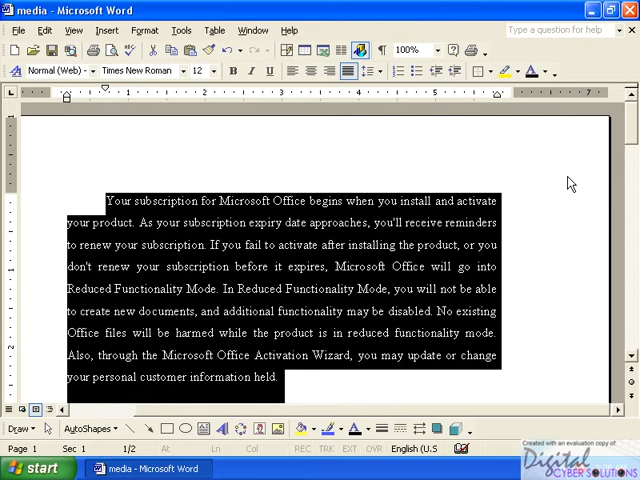 media - Microsoft Word
File Edit View Insert Format Tools Table Window Help
Type a question for help
100%
Normal (Web) Times New Roman 12 B I U
1 2 3 4 5 6 7
Your subscription for Microsoft Office begins when you install and activate
your product. As your subscription expiry date approaches, you'll receive reminders
to renew your subscription. If you fail to activate after installing the product, or you
don't renew your subscription before it expires, Microsoft Office will go into
Reduced Functionality Mode. In Reduced Functionality Mode, you will not be able
to create new documents, and additional functionality may be disabled. No existing
Office files will be harmed while the product is in reduced functionality mode.
Also, through the Microsoft Office Activation Wizard, you may update or change
your personal customer information held.
Draw AutoShapes
Page 1 Sec 1 1/2 At Ln Col REC TRK EXT OVR English (U.S
start media - Microsoft Word
Created with an evaluation copy of
Digital
CYBER SOLUTIONS